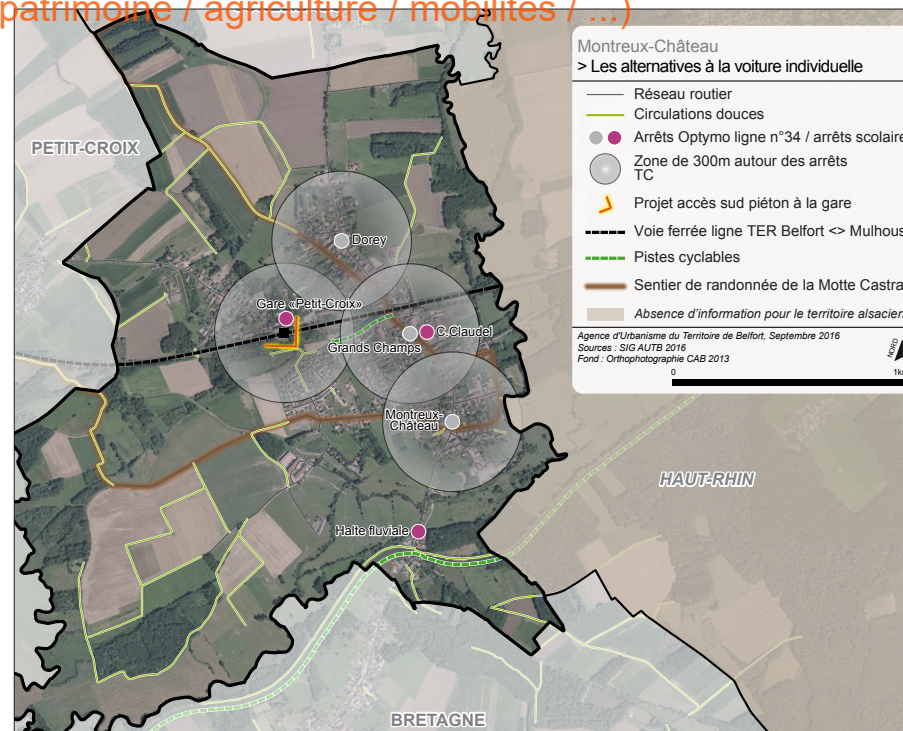 patrimoine / agriculture / mobilités / ...)
Montreux-Château
> Les alternatives à la voiture individuelle
Réseau routier
Circulations douces
Arrêts Optymo ligne n°34 / arrêts scolaire
Zone de 300m autour des arrêts
TC
Projet accès sud piéton à la gare
Voie ferrée ligne TER Belfort <> Mulhous
Pistes cyclables
Sentier de randonnée de la Motte Castra
Absence d'information pour le territoire alsacien
Agence d'Urbanisme du Territoire de Belfort, Septembre 2016
Sources : SIG AUTB 2016
Fond : Orthophotographie CAB 2013
NORD
0 1k
PETIT-CROIX
Dorey
Gare «Petit-Croix»
C.Claudel
Grands Champs
Montreux-
Château
HAUT-RHIN
Halte fluviale
BRETAGNE